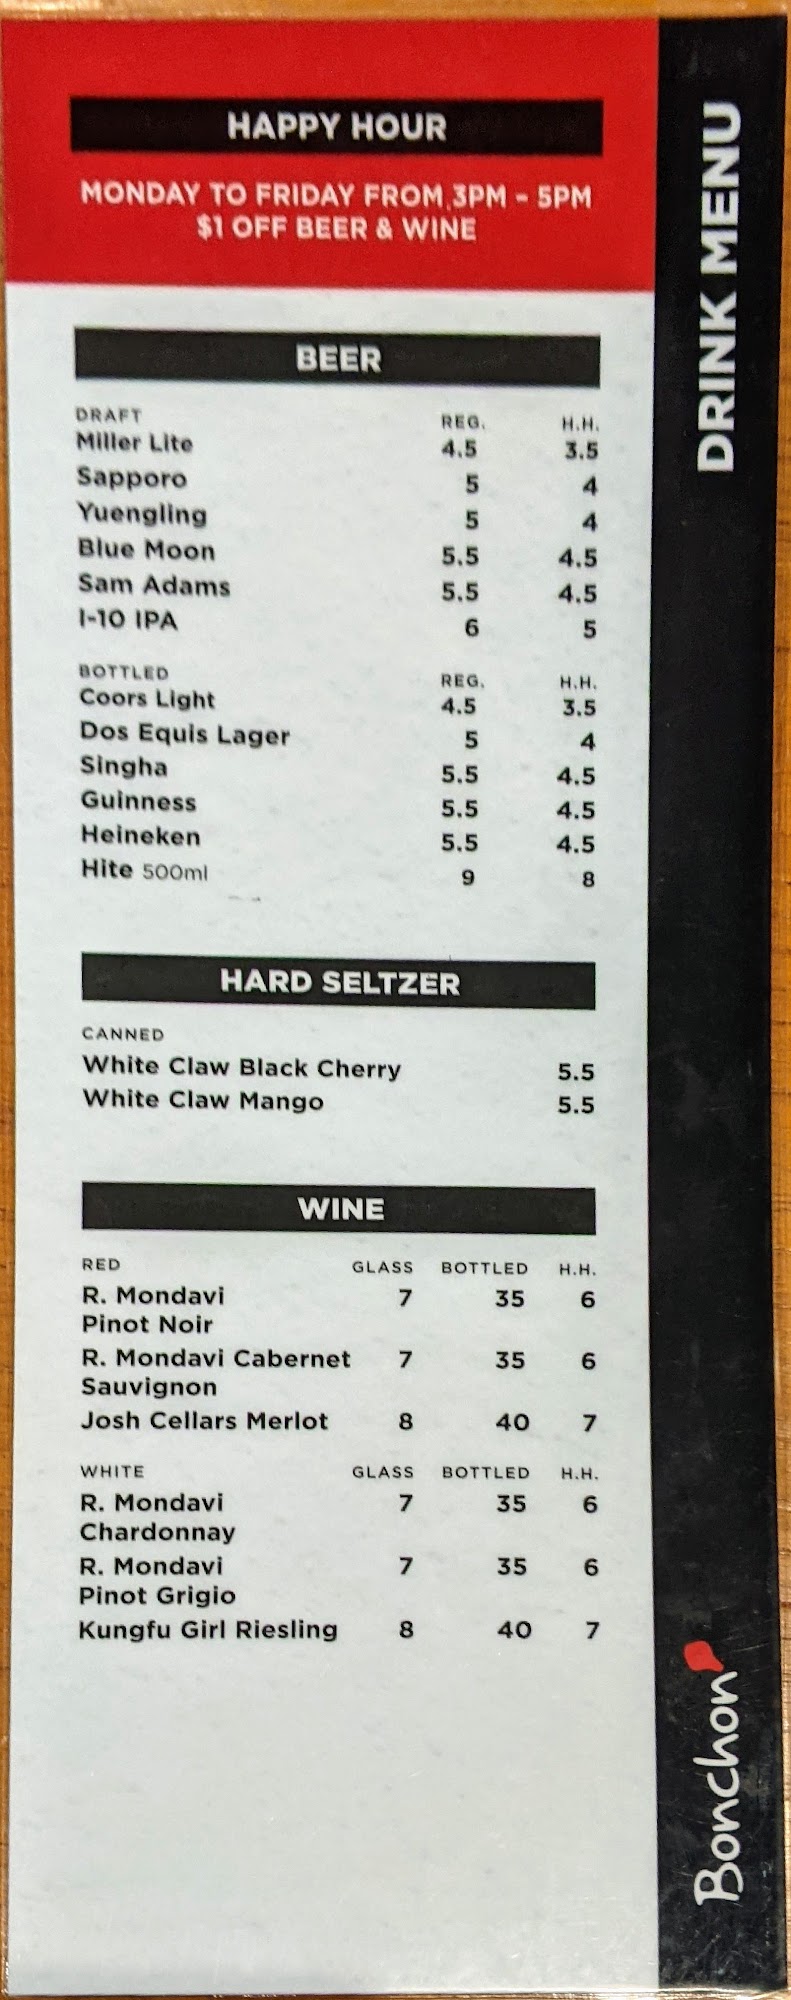 HAPPY HOUR
MONDAY TO FRIDAY FROM 3PM - 5PM
$1 OFF BEER & WINE
BEER
DRAFT REG. H.H.
Miller Lite 4.5 3.5
Sapporo 5 4
Yuengling 5 4
Blue Moon 5.5 4.5
Sam Adams 5.5 4.5
I-10 IPA 6 5
BOTTLED REG. H.H.
Coors Light 4.5 3.5
Dos Equis Lager 5 4
Singha 5.5 4.5
Guinness 5.5 4.5
Heineken 5.5 4.5
Hite 500ml 9 8
HARD SELTZER
CANNED
White Claw Black Cherry 5.5
White Claw Mango 5.5
WINE
RED GLASS BOTTLED H.H.
R. Mondavi 7 35 6
Pinot Noir
R. Mondavi Cabernet 7 35 6
Sauvignon
Josh Cellars Merlot 8 40 7
WHITE GLASS BOTTLED H.H.
R. Mondavi 7 35 6
Chardonnay
R. Mondavi 7 35 6
Pinot Grigio
Kungfu Girl Riesling 8 40 7
DRINK MENU
Bonchon